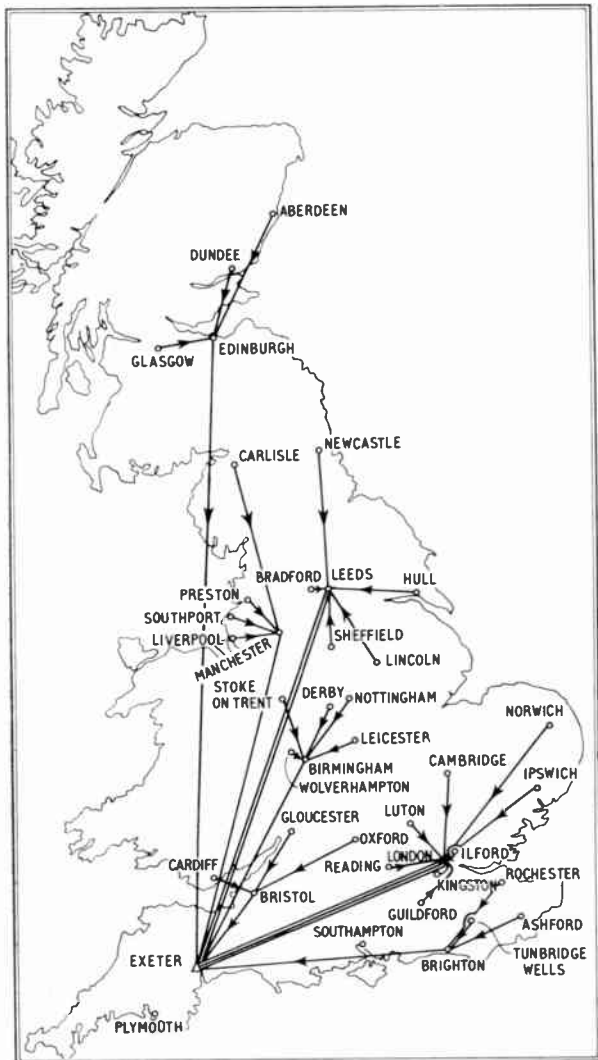 ABERDEEN
DUNDEE
EDINBURGH
GLASGOW
NEWCASTLE
CARLISLE
BRADFORD
LEEDS
HULL
PRESTON
SOUTHPORT
LIVERPOOL
MANCHESTER
SHEFFIELD
LINCOLN
STOKE
ON TRENT
DERBY
NOTTINGHAM
NORWICH
LEICESTER
CAMBRIDGE
IPSWICH
BIRMINGHAM
WOLVERHAMPTON
LUTON
GLOUCESTER
OXFORD
ILFORD
LONDON
CARDIFF
READING
ROCHESTER
KINGSTON
BRISTOL
GUILDFORD
ASHFORD
SOUTHAMPTON
TUNBRIDGE
WELLS
BRIGHTON
EXETER
PLYMOUTH